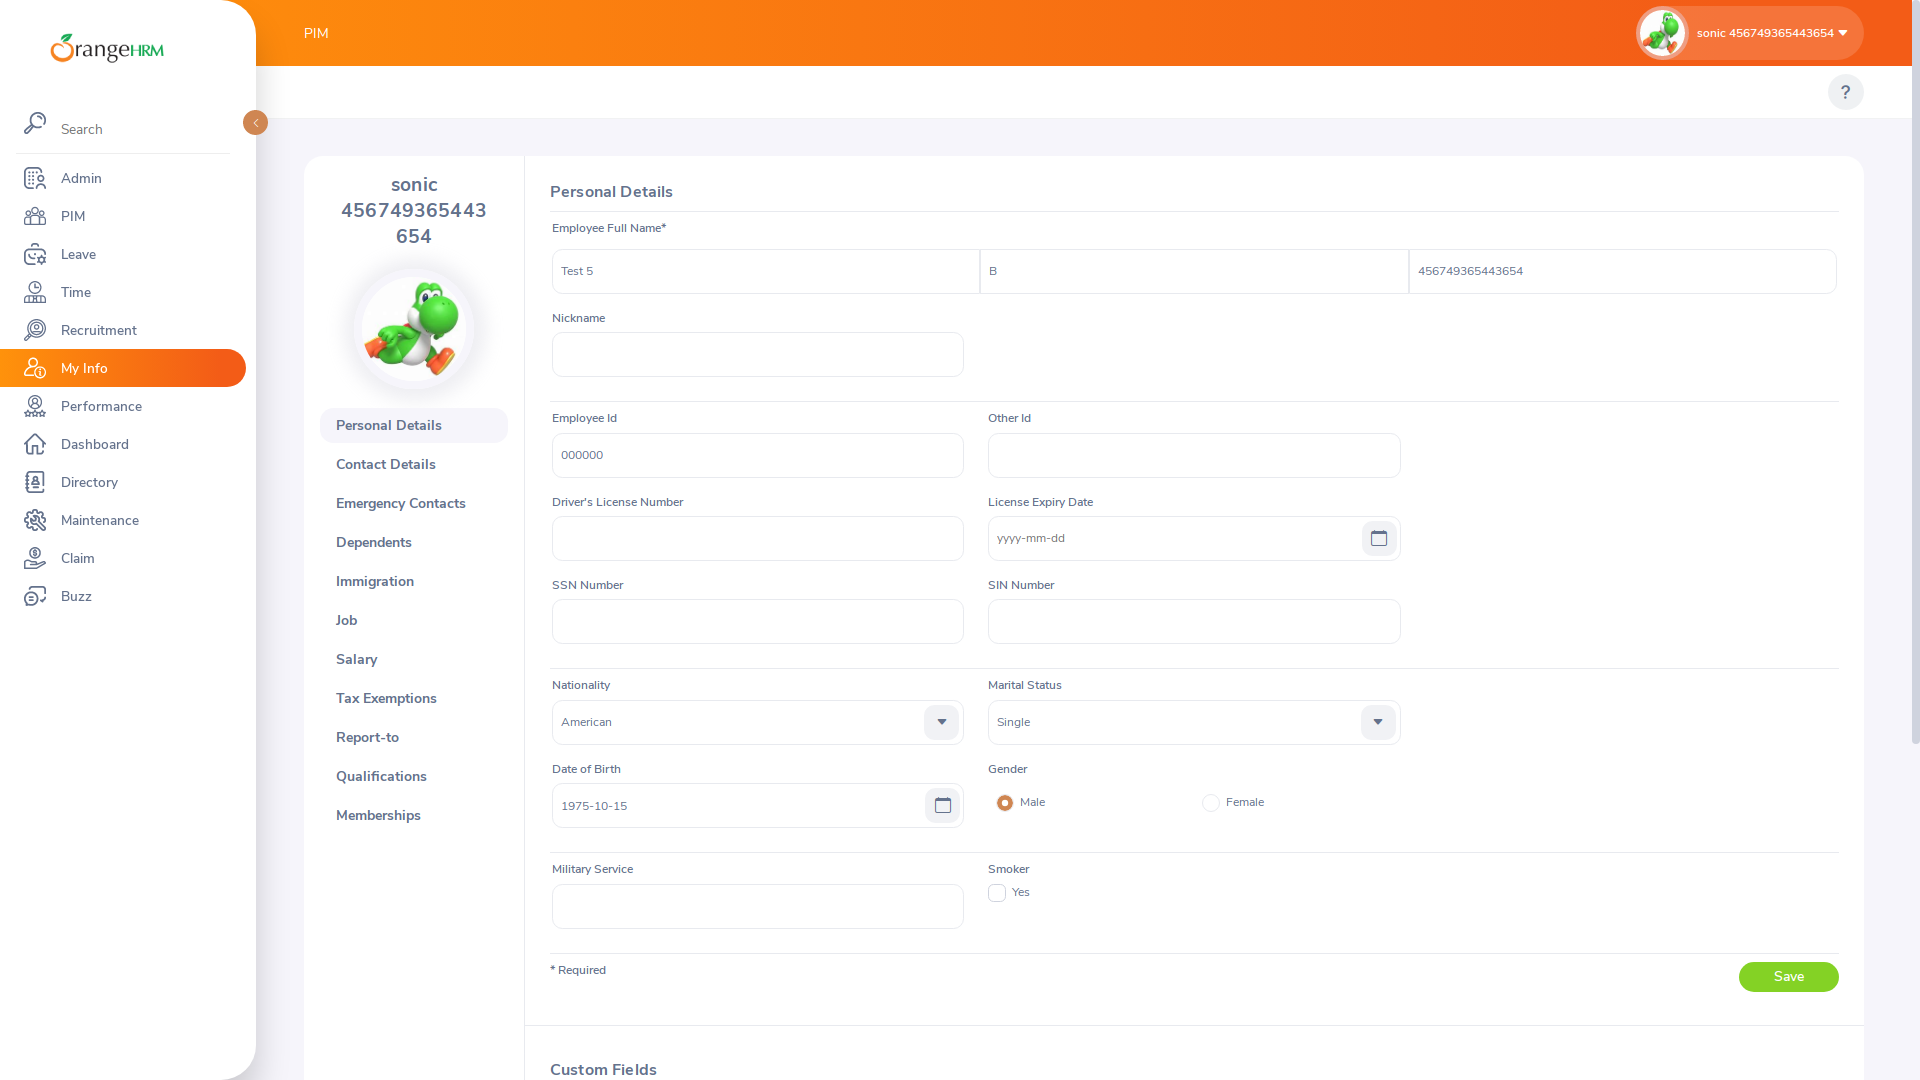 OrangeHRM
PIM
sonic 456749365443654
?
Search
Admin
PIM
Leave
Time
Recruitment
My Info
Performance
Dashboard
Directory
Maintenance
Claim
Buzz
sonic
456749365443
654
Personal Details
Contact Details
Emergency Contacts
Dependents
Immigration
Job
Salary
Tax Exemptions
Report-to
Qualifications
Memberships
Personal Details
Employee Full Name*
Test 5 B 456749365443654
Nickname
Employee Id Other Id
000000
Driver's License Number License Expiry Date
yyyy-mm-dd
SSN Number SIN Number
Nationality Marital Status
American Single
Date of Birth Gender
1975-10-15 Male Female
Military Service Smoker
Yes
* Required Save
Custom Fields